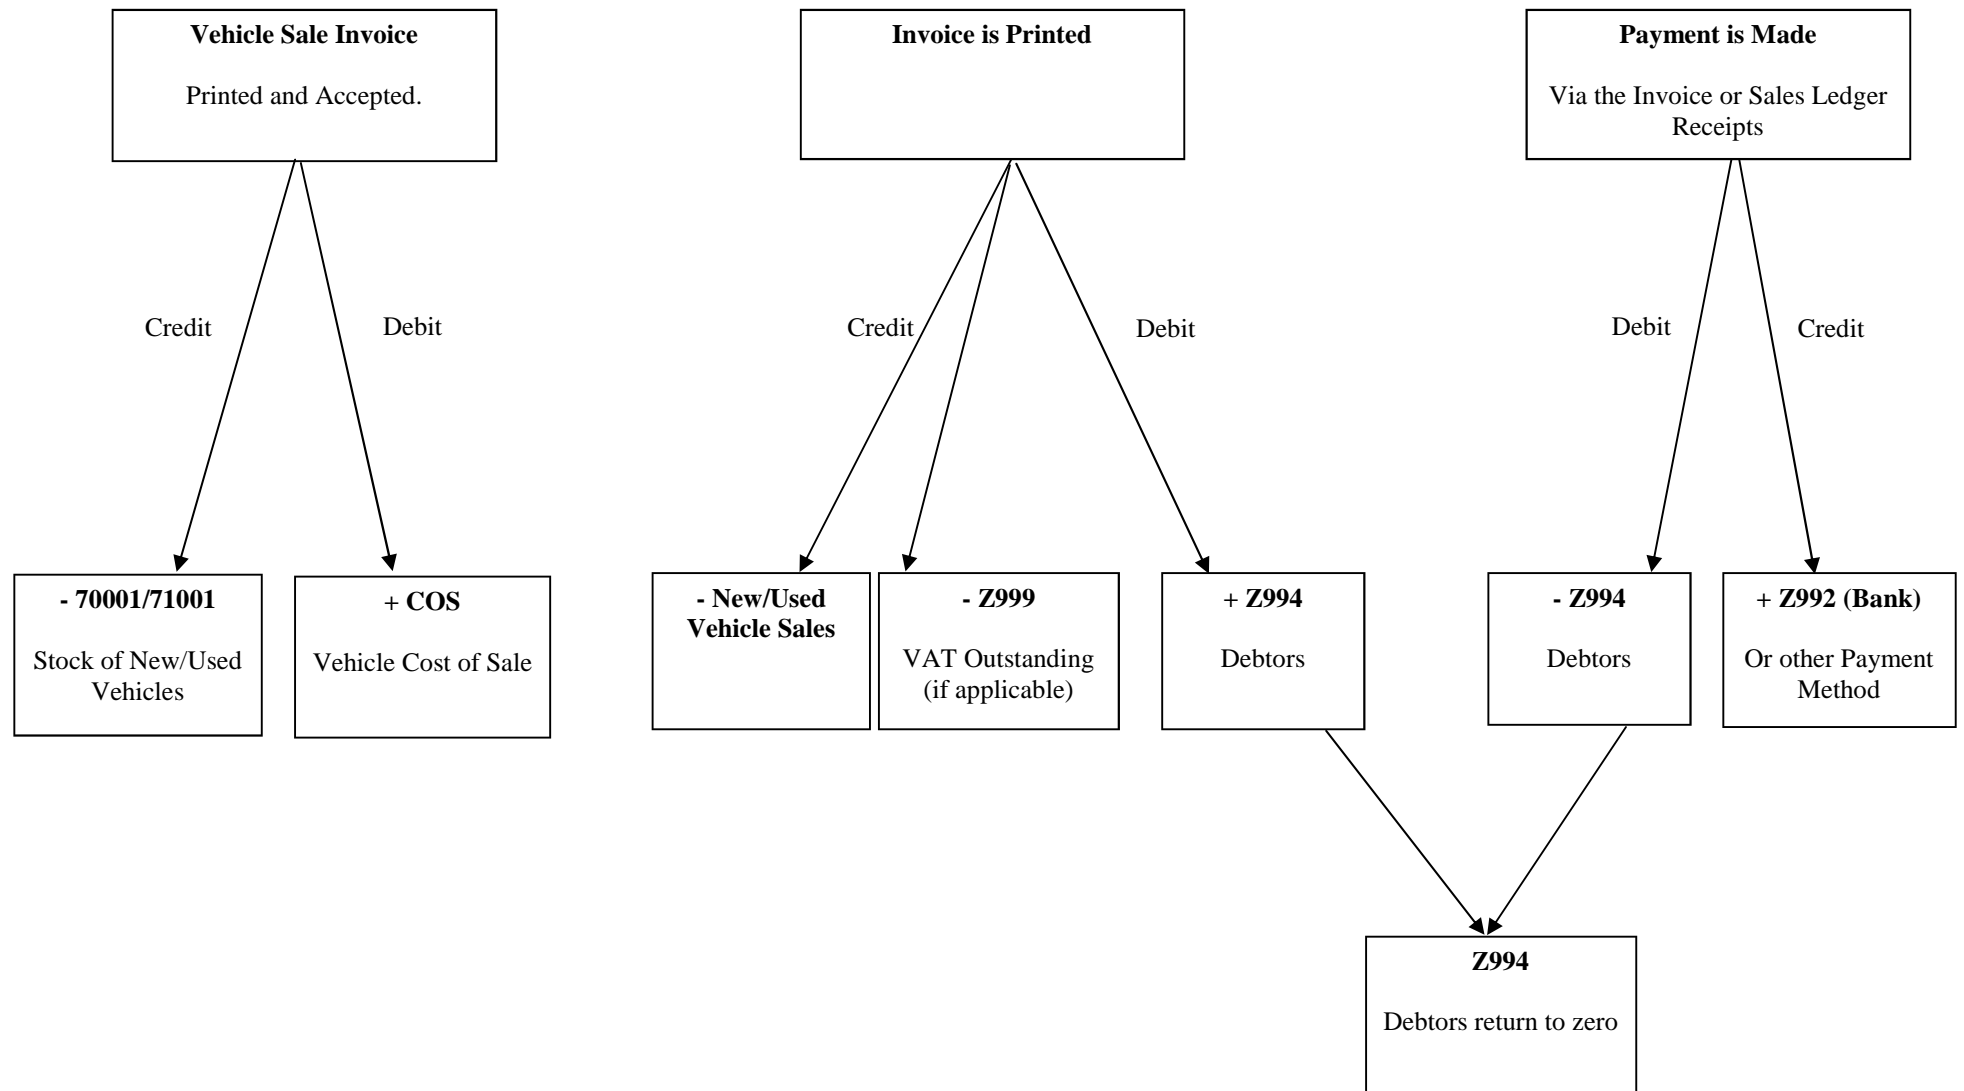 Vehicle Sale Invoice
Printed and Accepted.
Invoice is Printed
Payment is Made
Via the Invoice or Sales Ledger
Receipts
Credit
Debit
Credit
Debit
Debit
Credit
- 70001/71001
Stock of New/Used
Vehicles
+ COS
Vehicle Cost of Sale
- New/Used
Vehicle Sales
- Z999
VAT Outstanding
(if applicable)
+ Z994
Debtors
- Z994
Debtors
+ Z992 (Bank)
Or other Payment
Method
Z994
Debtors return to zero